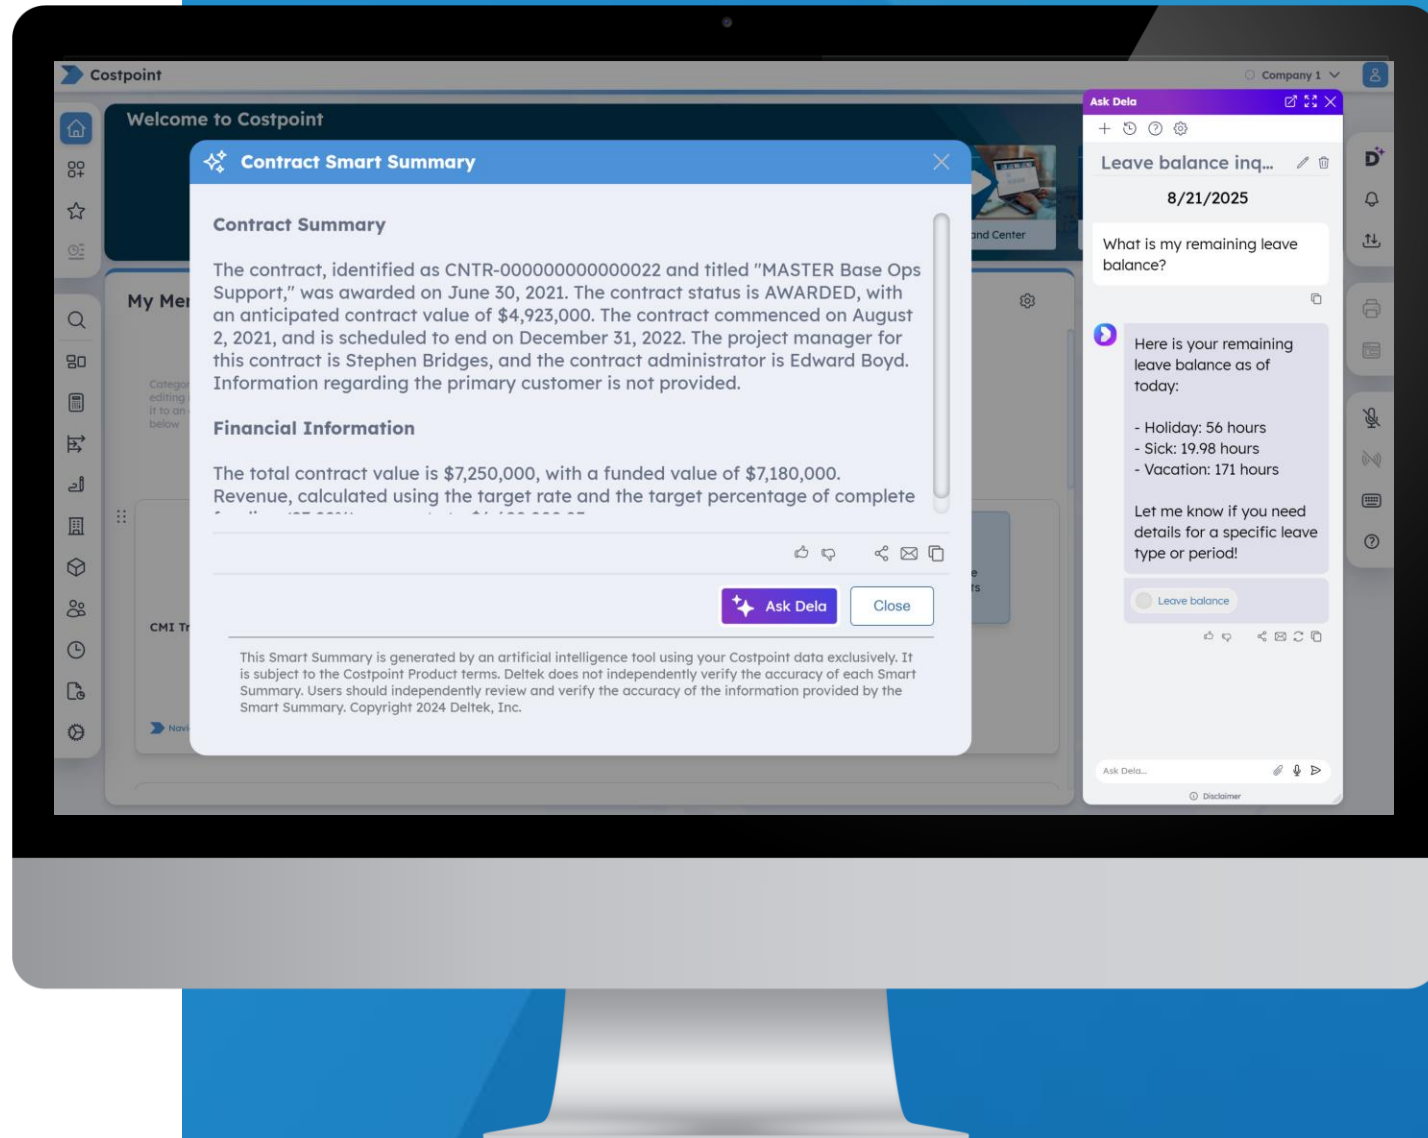 Costpoint
Company 1
Welcome to Costpoint
and Center
My Mer
Categor
editing
it to an
below
CMI Tr
Navi
e
ts
Contract Smart Summary
Contract Summary
The contract, identified as CNTR-000000000000022 and titled "MASTER Base Ops
Support," was awarded on June 30, 2021. The contract status is AWARDED, with
an anticipated contract value of $4,923,000. The contract commenced on August
2, 2021, and is scheduled to end on December 31, 2022. The project manager for
this contract is Stephen Bridges, and the contract administrator is Edward Boyd.
Information regarding the primary customer is not provided.
Financial Information
The total contract value is $7,250,000, with a funded value of $7,180,000.
Revenue, calculated using the target rate and the target percentage of complete
Ask Dela
Close
This Smart Summary is generated by an artificial intelligence tool using your Costpoint data exclusively. It
is subject to the Costpoint Product terms. Deltek does not independently verify the accuracy of each Smart
Summary. Users should independently review and verify the accuracy of the information provided by the
Smart Summary. Copyright 2024 Deltek, Inc.
Ask Dela
Leave balance inq...
8/21/2025
What is my remaining leave
balance?
Here is your remaining
leave balance as of
today:
- Holiday: 56 hours
- Sick: 19.98 hours
- Vacation: 171 hours
Let me know if you need
details for a specific leave
type or period!
Leave balance
Ask Dela...
Disclaimer
D